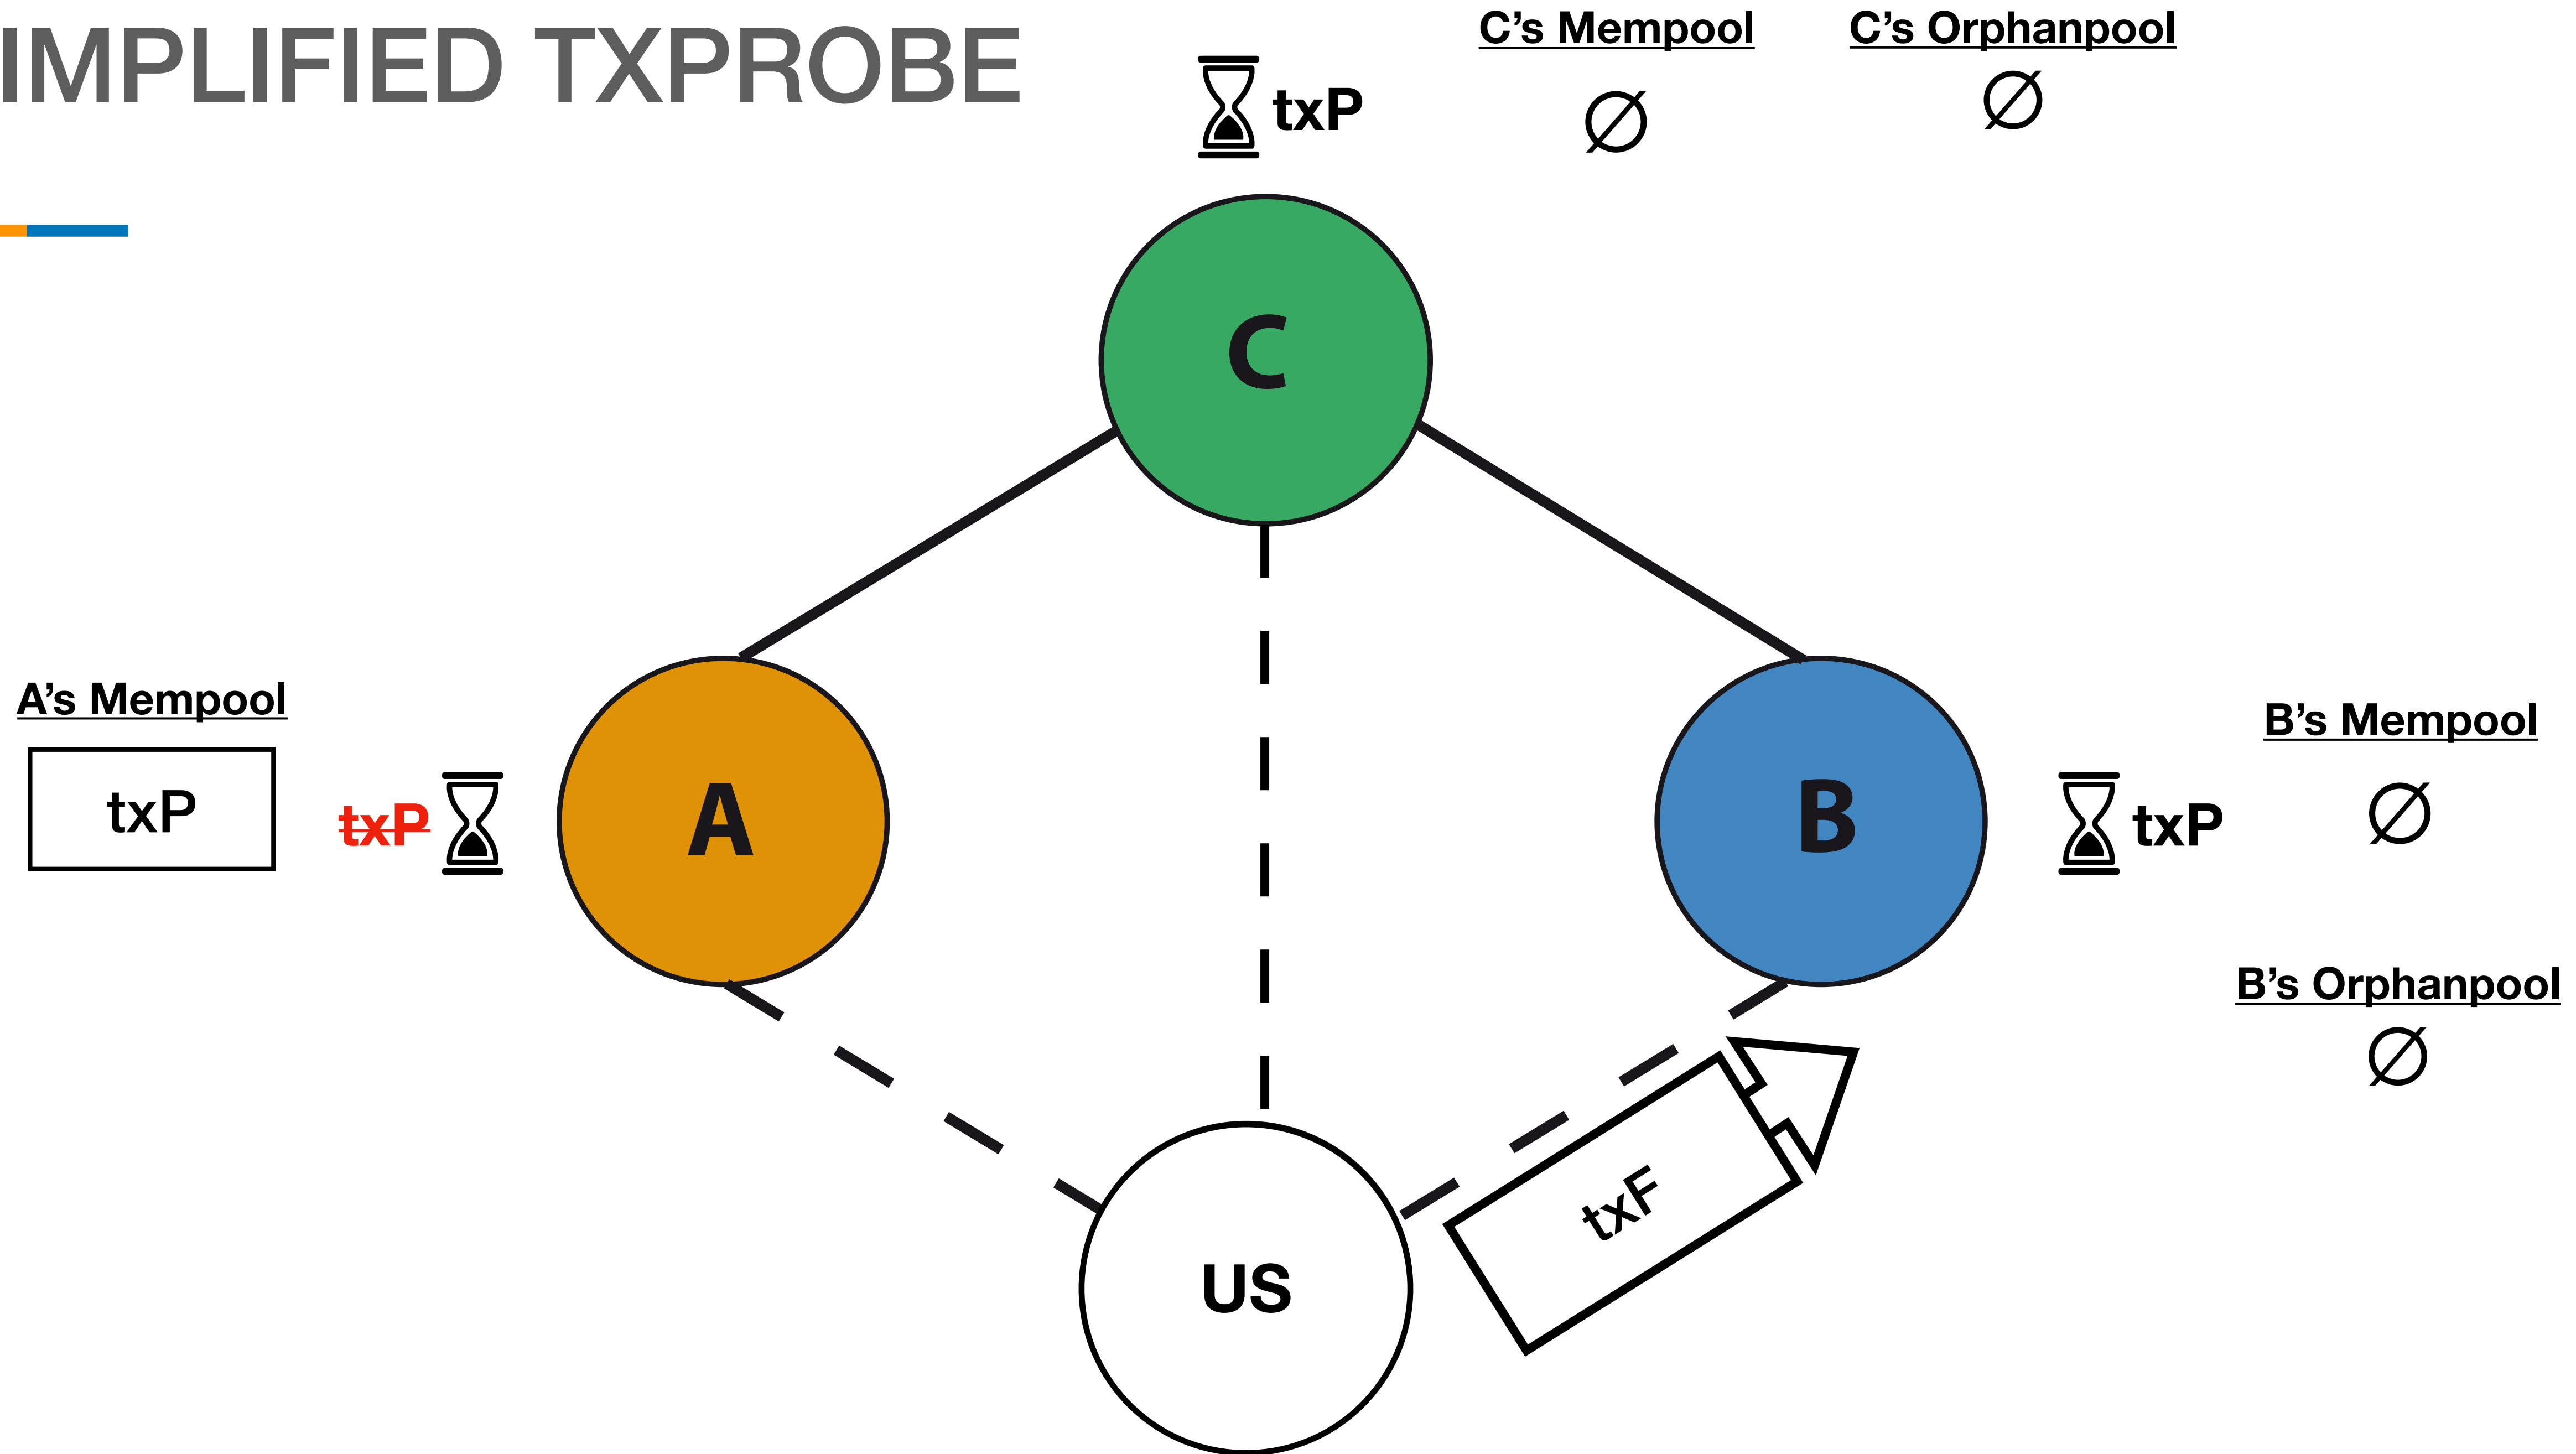 IMPLIFIED TXPROBE
C's Mempool
C's Orphanpool
txP
∅
∅
C
A's Mempool
txP
txP
A
B
txP
B's Mempool
∅
B's Orphanpool
∅
txF
US